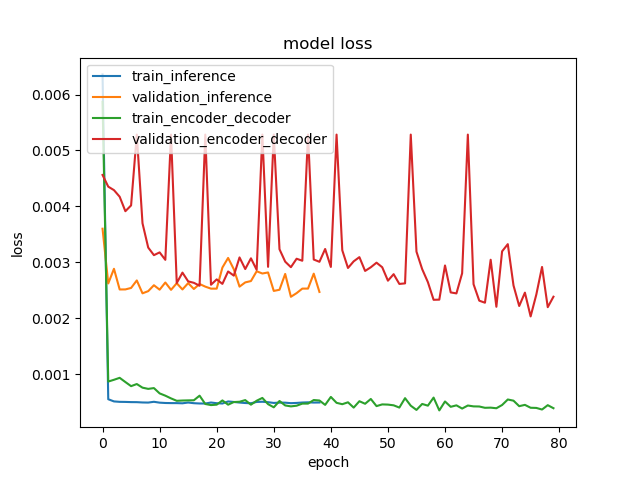 model loss
train_inference
validation_inference
train_encoder_decoder
validation_encoder_decoder
loss
0.006
0.005
0.004
0.003
0.002
0.001
0 10 20 30 40 50 60 70 80
epoch